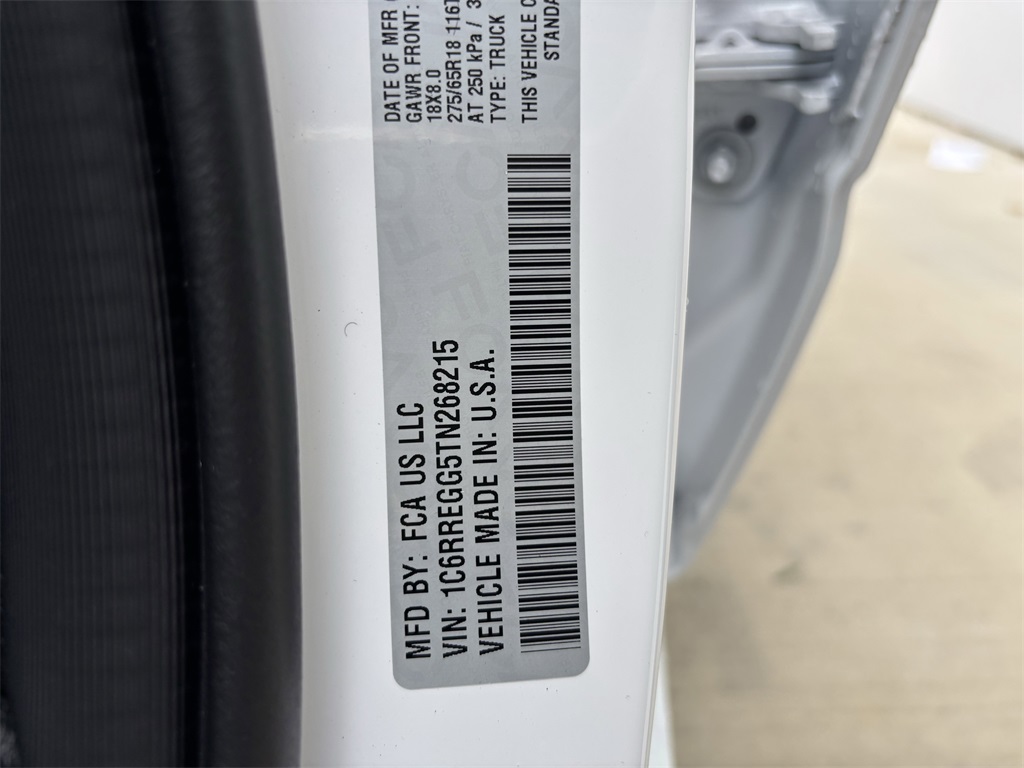 MFD BY: FCA US LLC
VIN: 1C6RREGG5TN268215
VEHICLE MADE IN: U.S.A.
DATE OF MFR
GAWR FRONT:
18X8.0
275/65R18 116T
AT 250 kPa / 3
TYPE: TRUCK
THIS VEHICLE C
STANDA